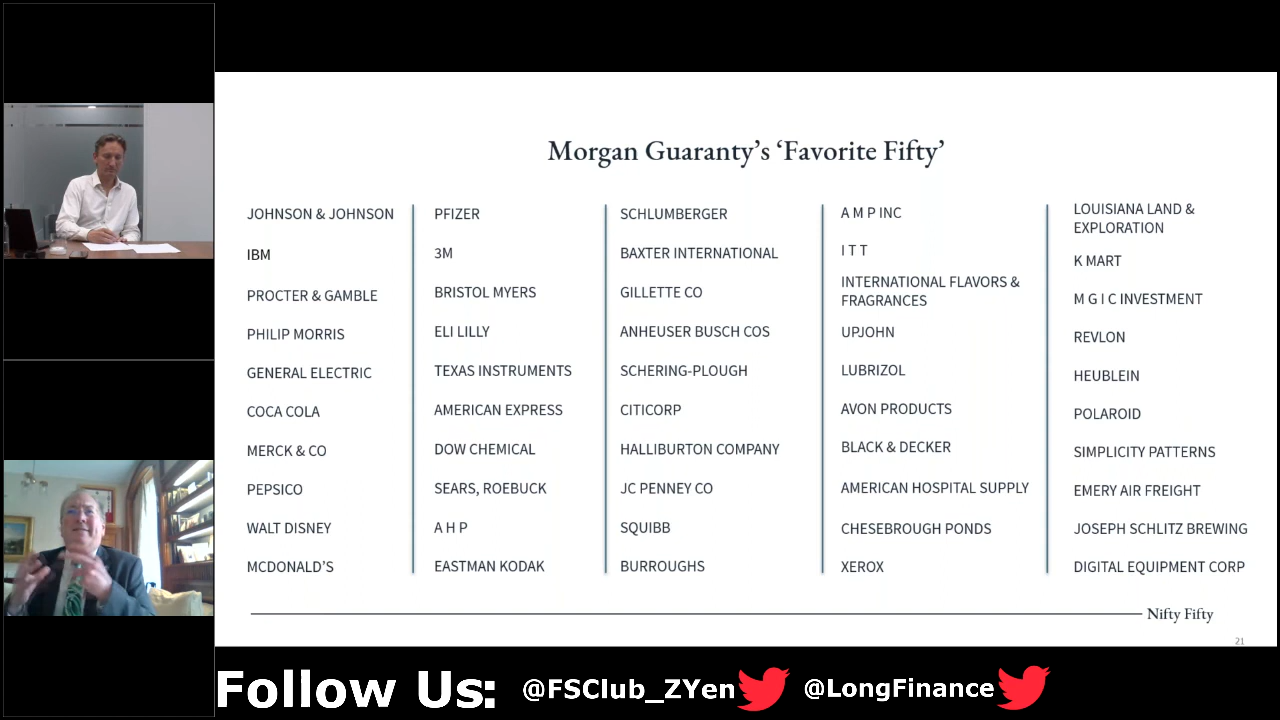 Morgan Guaranty's 'Favorite Fifty'
JOHNSON & JOHNSON
IBM
PROCTER & GAMBLE
PHILIP MORRIS
GENERAL ELECTRIC
COCA COLA
MERCK & CO
PEPSICO
WALT DISNEY
MCDONALD'S
PFIZER
3M
BRISTOL MYERS
ELI LILLY
TEXAS INSTRUMENTS
AMERICAN EXPRESS
DOW CHEMICAL
SEARS, ROEBUCK
A H P
EASTMAN KODAK
SCHLUMBERGER
BAXTER INTERNATIONAL
GILLETTE CO
ANHEUSER BUSCH COS
SCHERING-PLOUGH
CITICORP
HALLIBURTON COMPANY
JC PENNEY CO
SQUIBB
BURROUGHS
A M P INC
I T T
INTERNATIONAL FLAVORS &
FRAGRANCES
UPJOHN
LUBRIZOL
AVON PRODUCTS
BLACK & DECKER
AMERICAN HOSPITAL SUPPLY
CHESEBROUGH PONDS
XEROX
LOUISIANA LAND &
EXPLORATION
K MART
M G I C INVESTMENT
REVLON
HEUBLEIN
POLAROID
SIMPLICITY PATTERNS
EMERY AIR FREIGHT
JOSEPH SCHLITZ BREWING
DIGITAL EQUIPMENT CORP
Nifty Fifty
21
Follow Us: @FSClub_ZYen @LongFinance